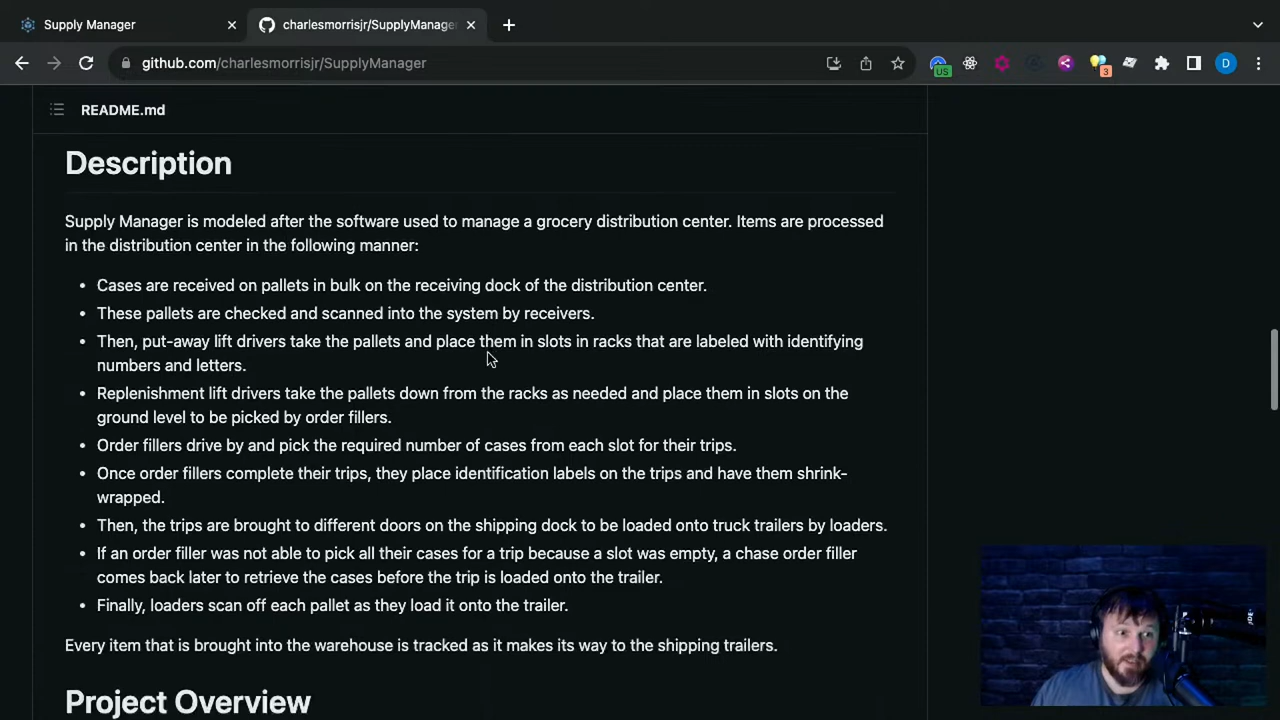 Supply Manager
charlesmorrisjr/SupplyManage
github.com/charlesmorrisjr/SupplyManager
US
3
D
README.md
Description
Supply Manager is modeled after the software used to manage a grocery distribution center. Items are processed
in the distribution center in the following manner:
• Cases are received on pallets in bulk on the receiving dock of the distribution center.
• These pallets are checked and scanned into the system by receivers.
• Then, put-away lift drivers take the pallets and place them in slots in racks that are labeled with identifying
numbers and letters.
• Replenishment lift drivers take the pallets down from the racks as needed and place them in slots on the
ground level to be picked by order fillers.
• Order fillers drive by and pick the required number of cases from each slot for their trips.
• Once order fillers complete their trips, they place identification labels on the trips and have them shrink-
wrapped.
• Then, the trips are brought to different doors on the shipping dock to be loaded onto truck trailers by loaders.
• If an order filler was not able to pick all their cases for a trip because a slot was empty, a chase order filler
comes back later to retrieve the cases before the trip is loaded onto the trailer.
• Finally, loaders scan off each pallet as they load it onto the trailer.
Every item that is brought into the warehouse is tracked as it makes its way to the shipping trailers.
Project Overview